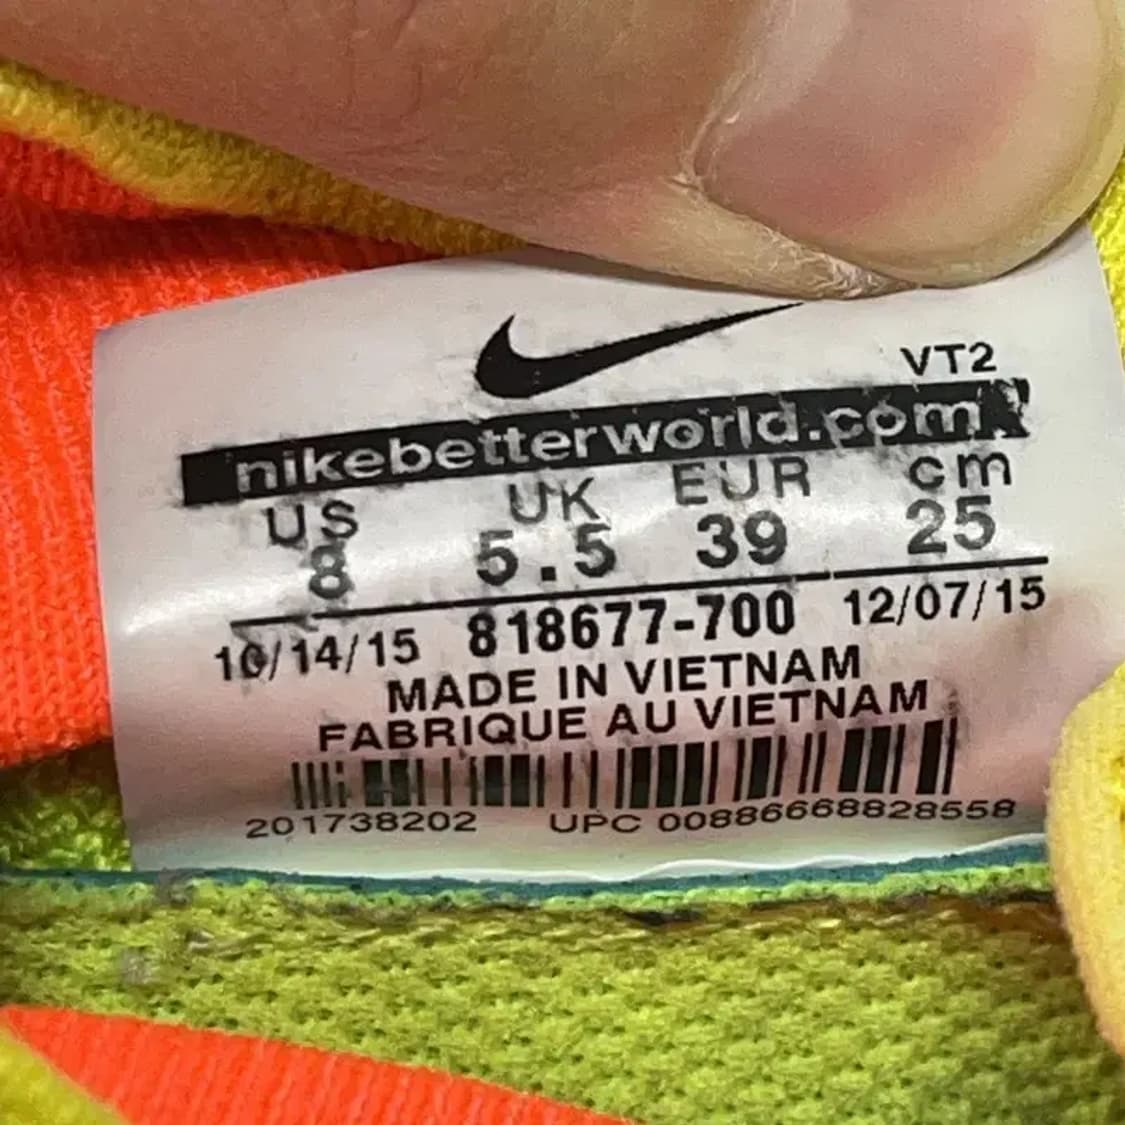 VT2
nikebetterworld.com
US UK EUR cm
8 5.5 39 25
10/14/15 818677-700 12/07/15
MADE IN VIETNAM
FABRIQUE AU VIETNAM
201738202 UPC 00886668828558